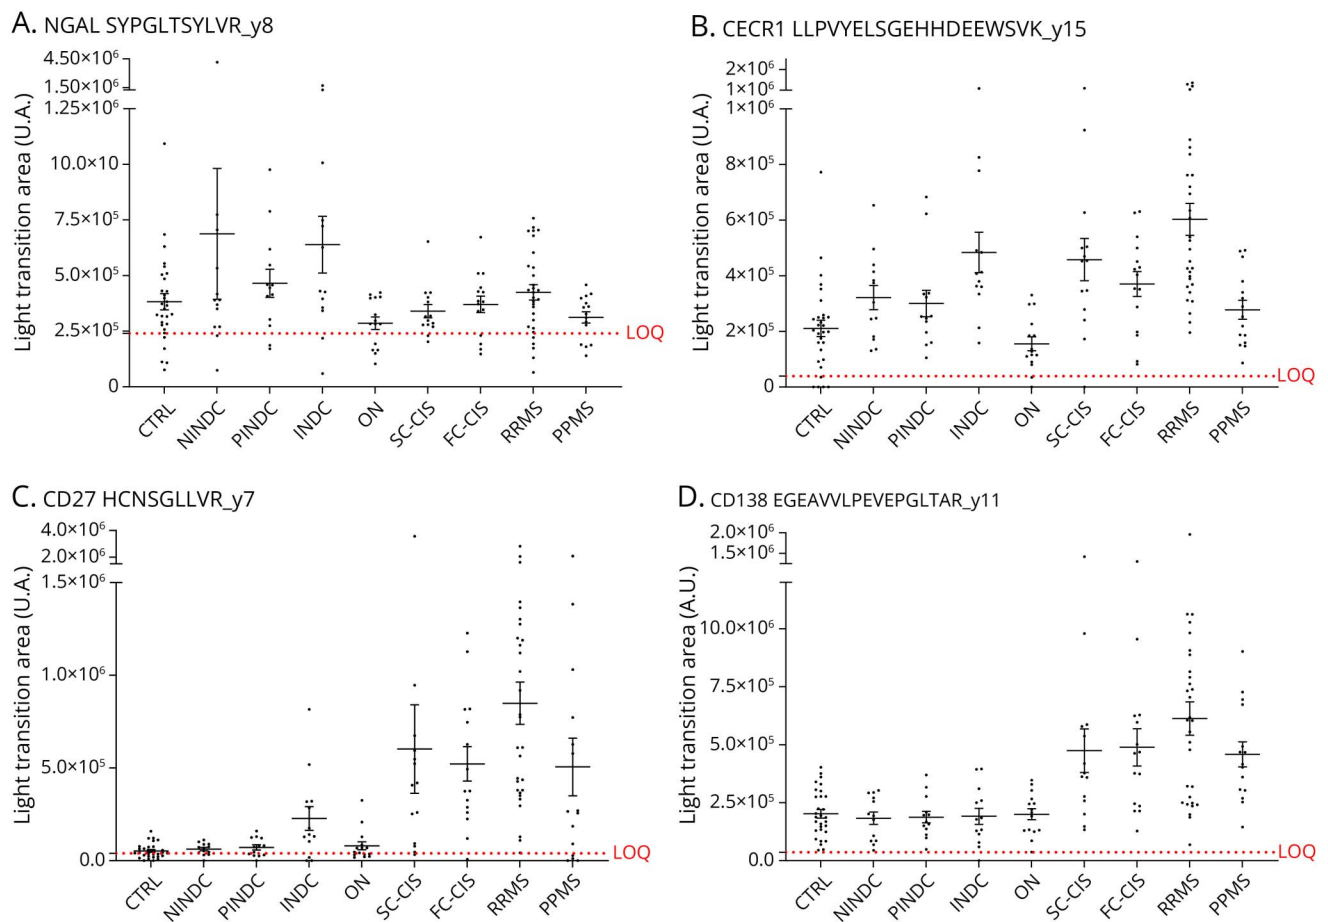 A. NGAL SYPGLTSYLVR_y8
Light transition area (U.A.)
4.50×10⁶
1.50×10⁶
1.25×10⁶
10.0×10
7.5×10⁵
5.0×10⁵
2.5×10⁵
0
LOQ
CTRL
NINDC
PINDC
INDC
ON
SC-CIS
FC-CIS
RRMS
PPMS
B. CECR1 LLPVYELSGEHHDEEWSVK_y15
Light transition area (U.A.)
2×10⁶
1×10⁶
1×10⁶
8×10⁵
6×10⁵
4×10⁵
2×10⁵
0
LOQ
CTRL
NINDC
PINDC
INDC
ON
SC-CIS
FC-CIS
RRMS
PPMS
C. CD27 HCNSGLLVR_y7
Light transition area (U.A.)
4.0×10⁶
2.0×10⁶
1.5×10⁶
1.0×10⁶
5.0×10⁵
0.0
LOQ
CTRL
NINDC
PINDC
INDC
ON
SC-CIS
FC-CIS
RRMS
PPMS
D. CD138 EGEAVVLPEVEPGLTAR_y11
Light transition area (A.U.)
2.0×10⁶
1.5×10⁶
10.0×10⁶
7.5×10⁵
5.0×10⁵
2.5×10⁵
0.0
LOQ
CTRL
NINDC
PINDC
INDC
ON
SC-CIS
FC-CIS
RRMS
PPMS